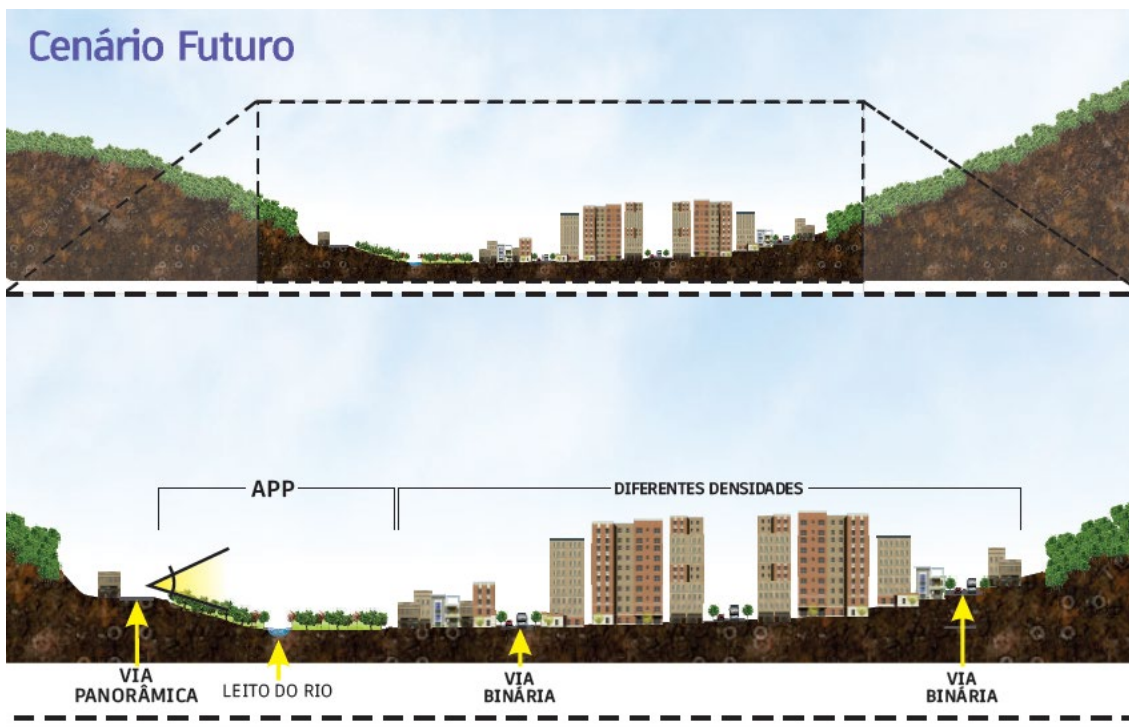 Cenário Futuro
APP
DIFERENTES DENSIDADES
VIA
PANORÂMICA
LEITO DO RIO
VIA
BINÁRIA
VIA
BINÁRIA